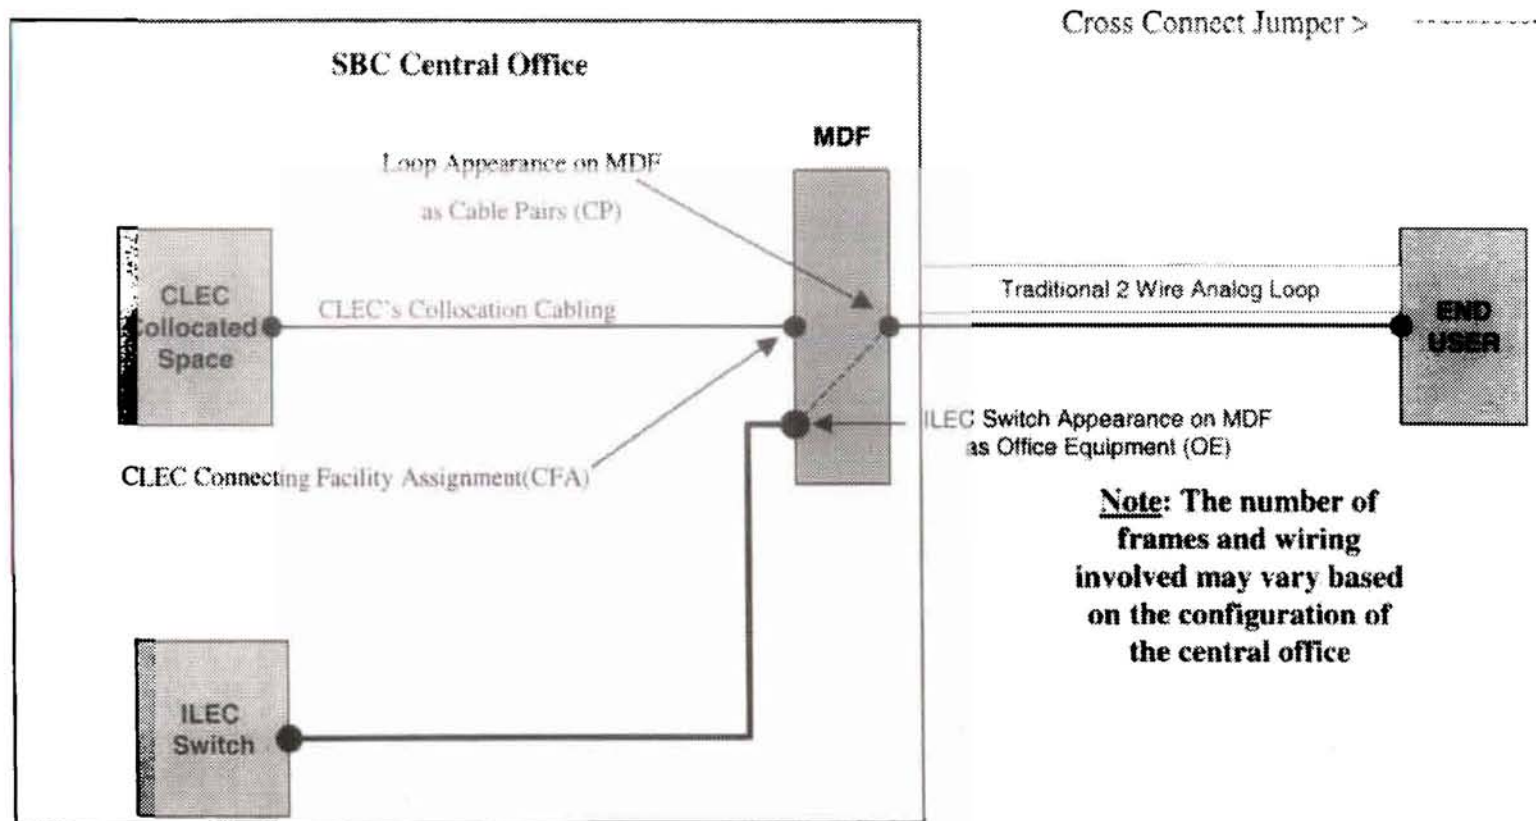 Cross Connect Jumper >
SBC Central Office
MDF
Loop Appearance on MDF
as Cable Pairs (CP)
CLEC
Collocated
Space
CLEC's Collocation Cabling
Traditional 2 Wire Analog Loop
END
USER
ILEC Switch Appearance on MDF
as Office Equipment (OE)
CLEC Connecting Facility Assignment(CFA)
Note: The number of
frames and wiring
involved may vary based
on the configuration of
the central office
ILEC
Switch